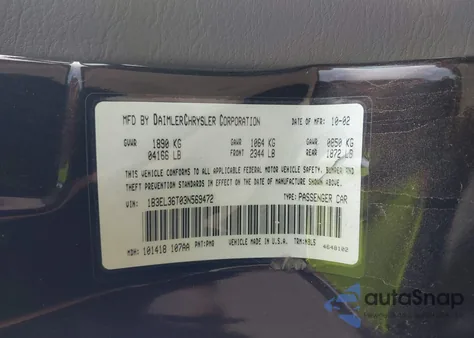 MFD BY DAIMLERCHRYSLER CORPORATION DATE OF MFR 10-02
GVWR 1890 KG GAWR 1064 KG GAWR 0850 KG
04166 LB FRONT 2344 LB REAR 1872 LB
THIS VEHICLE CONFORMS TO ALL APPLICABLE FEDERAL MOTOR VEHICLE SAFETY, BUMPER AND
THEFT PREVENTION STANDARDS IN EFFECT ON THE DATE OF MANUFACTURE SHOWN ABOVE
VIN: 1B3EL36T03N569472 TYPE: PASSENGER CAR
MDH: 101418 107AA VEHICLE MADE IN U.S.A.
4648102
autoSnap